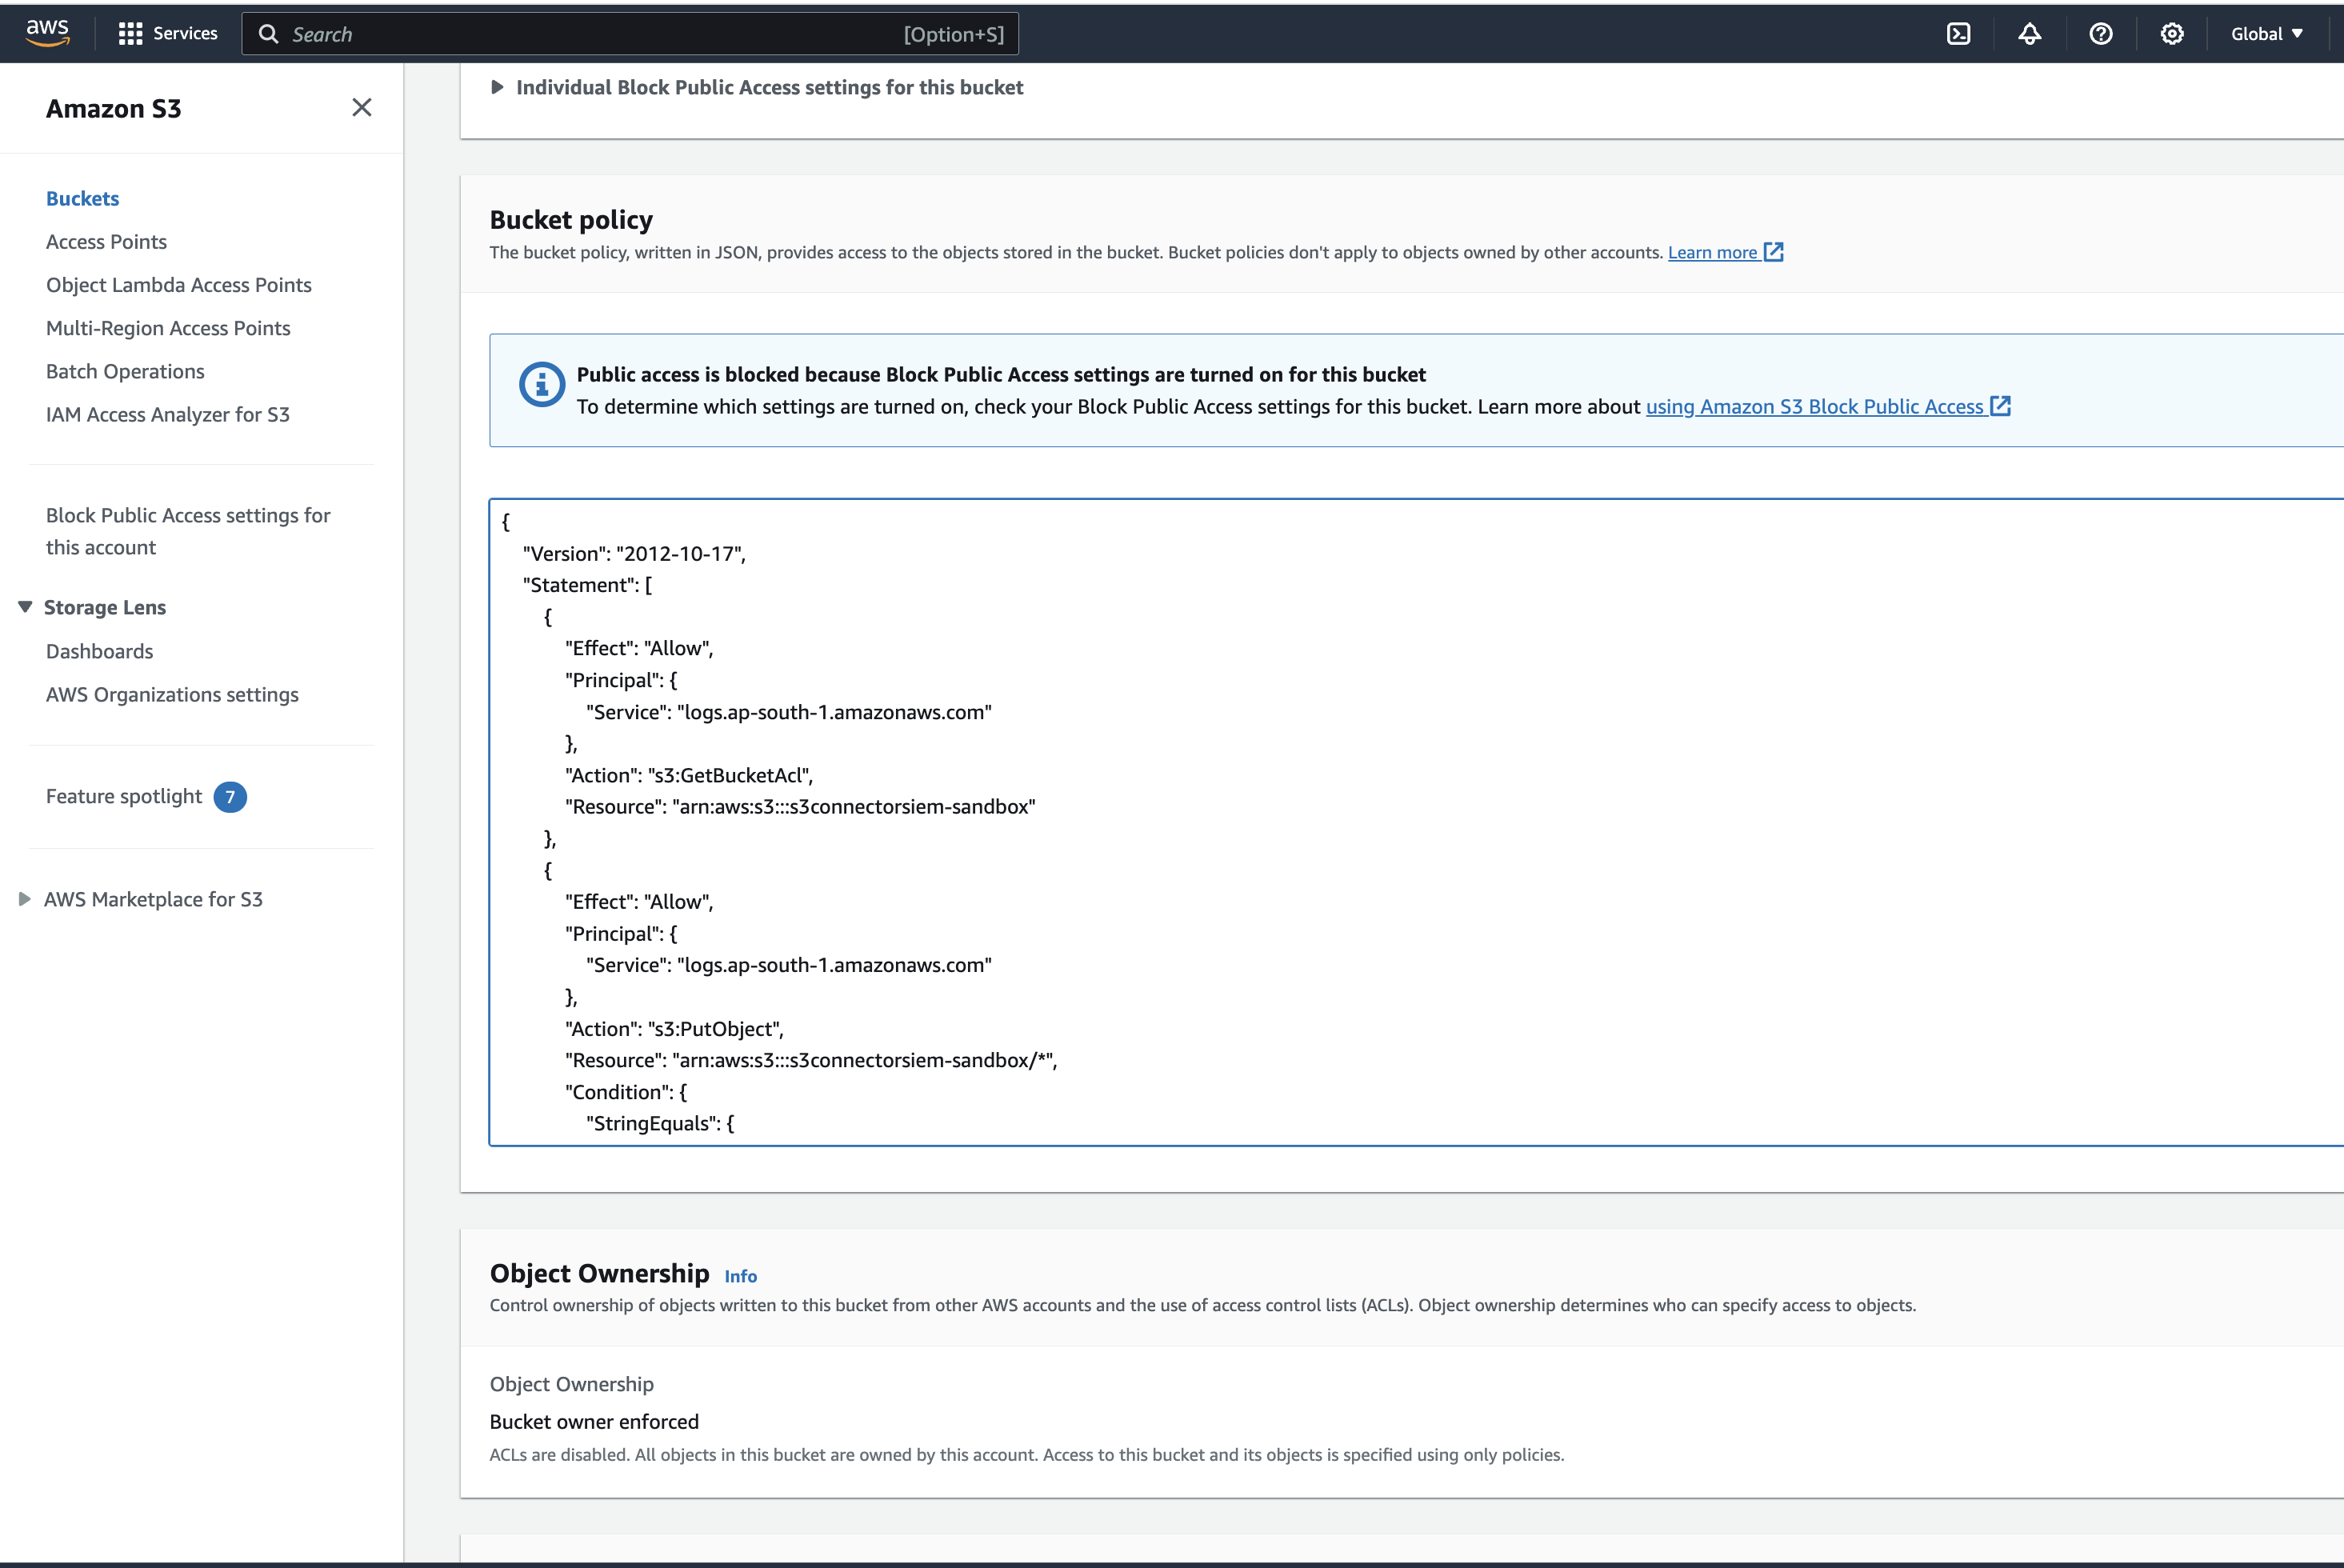 aws Services Search [Option+S] Global
Amazon S3
Buckets
Access Points
Object Lambda Access Points
Multi-Region Access Points
Batch Operations
IAM Access Analyzer for S3
Block Public Access settings for
this account
Storage Lens
Dashboards
AWS Organizations settings
Feature spotlight 7
AWS Marketplace for S3
Individual Block Public Access settings for this bucket
Bucket policy
The bucket policy, written in JSON, provides access to the objects stored in the bucket. Bucket policies don't apply to objects owned by other accounts. Learn more
Public access is blocked because Block Public Access settings are turned on for this bucket
To determine which settings are turned on, check your Block Public Access settings for this bucket. Learn more about using Amazon S3 Block Public Access
{
"Version": "2012-10-17",
"Statement": [
{
"Effect": "Allow",
"Principal": {
"Service": "logs.ap-south-1.amazonaws.com"
},
"Action": "s3:GetBucketAcl",
"Resource": "arn:aws:s3:::s3connectorsiem-sandbox"
},
{
"Effect": "Allow",
"Principal": {
"Service": "logs.ap-south-1.amazonaws.com"
},
"Action": "s3:PutObject",
"Resource": "arn:aws:s3:::s3connectorsiem-sandbox/*",
"Condition": {
"StringEquals": {
Object Ownership Info
Control ownership of objects written to this bucket from other AWS accounts and the use of access control lists (ACLs). Object ownership determines who can specify access to objects.
Object Ownership
Bucket owner enforced
ACLs are disabled. All objects in this bucket are owned by this account. Access to this bucket and its objects is specified using only policies.